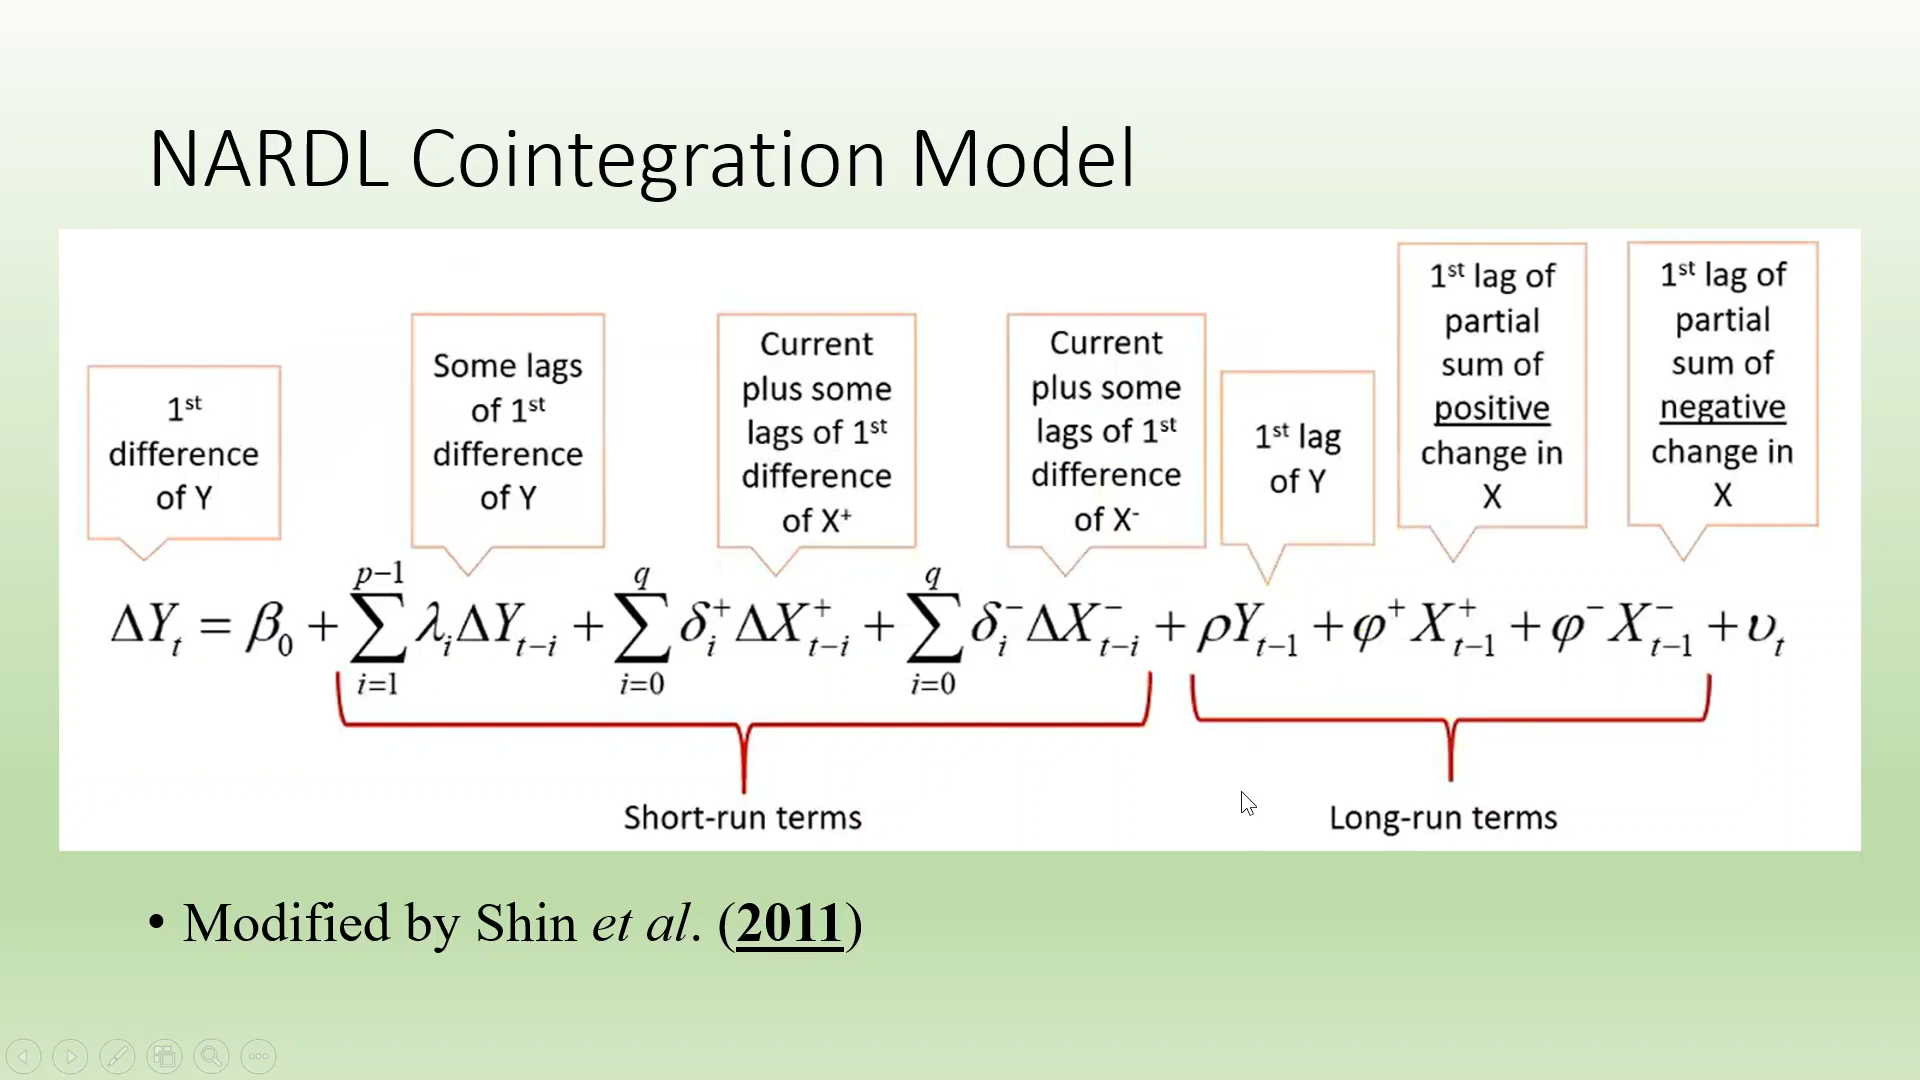 NARDL Cointegration Model
1st
difference
of Y
Some lags
of 1st
difference
of Y
Current
plus some
lags of 1st
difference
of X+
Current
plus some
lags of 1st
difference
of X-
1st lag
of Y
1st lag of
partial
sum of
positive
change in
X
1st lag of
partial
sum of
negative
change in
X
ΔY_t = β_0 + ∑_{i=1}^{p−1} λ_i ΔY_{t−i} + ∑_{i=0}^{q} δ_i^+ ΔX_{t−i}^+ + ∑_{i=0}^{q} δ_i^− ΔX_{t−i}^− + ρY_{t−1} + φ^+ X_{t−1}^+ + φ^− X_{t−1}^− + υ_t
Short-run terms
Long-run terms
• Modified by Shin et al. (2011)